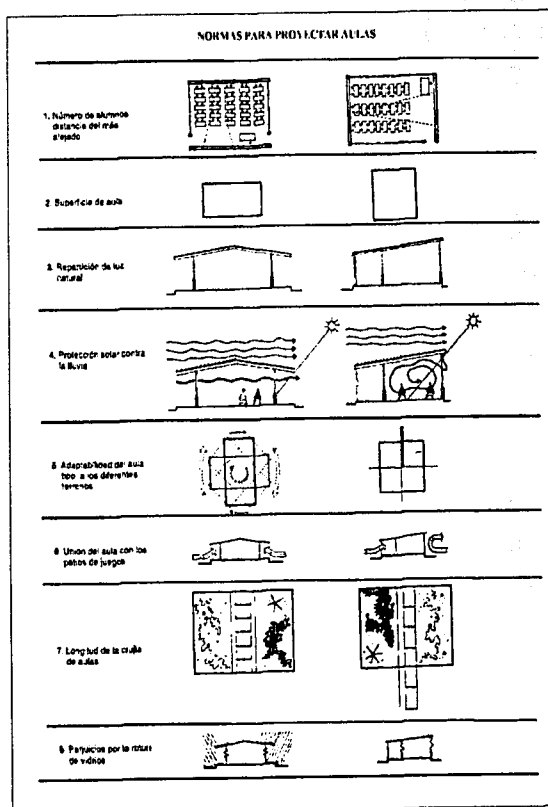 NORMAS PARA PROYECTAR AULAS
1. Número de alumnos
distancia del más
alejado
2. Superficie de aula
3. Repartición de luz
natural
4. Protección solar contra
la lluvia
5 Adaptabilidad del aula
tipo a los diferentes
terrenos
6 Unión del aula con los
patios de juegos
7. Longitud de la crujía
de aulas
8. Perjuicios por la rotura
de vidrios